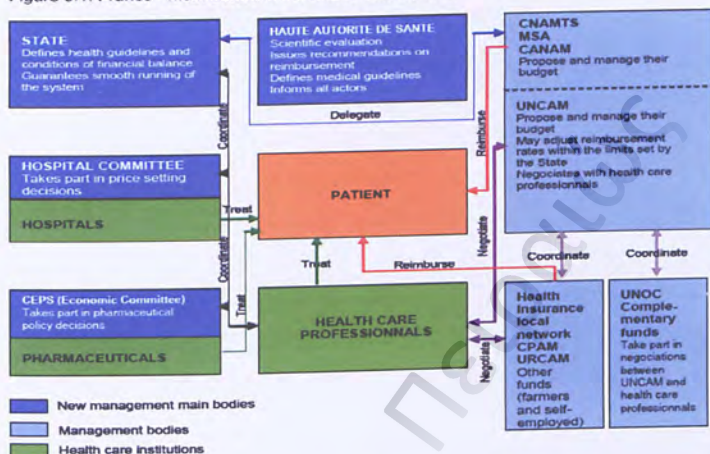 STATE
Defines health guidelines and
conditions of financial balance
Guarantees smooth running of
the system
HAUTE AUTORITE DE SANTE
Scientific evaluation
Issues recommendations on
reimbursement
Defines medical guidelines
Informs all actors
CNAMTS
MSA
CANAM
Propose and manage their
budget
Delegate
Coordinate
Reimburse
UNCAM
Propose and manage their
budget
May adjust reimbursement
rates within the limits set by
the State
Negociates with health care
professionnals
HOSPITAL COMMITTEE
Takes part in price setting
decisions
HOSPITALS
Treat
PATIENT
Negotiate
Coordinate
Treat
Treat
Reimburse
Coordinate
Coordinate
CEPS (Economic Committee)
Takes part in pharmaceutical
policy decisions
PHARMACEUTICALS
HEALTH CARE
PROFESSIONNALS
Negotiate
Health
Insurance
local
network
CPAM
URCAM
Other
funds
(farmers
and self-
employed)
UNOC
Comple-
mentary
funds
Take part in
negotiations
between
UNCAM and
health care
professionals
New management main bodies
Management bodies
Health care institutions